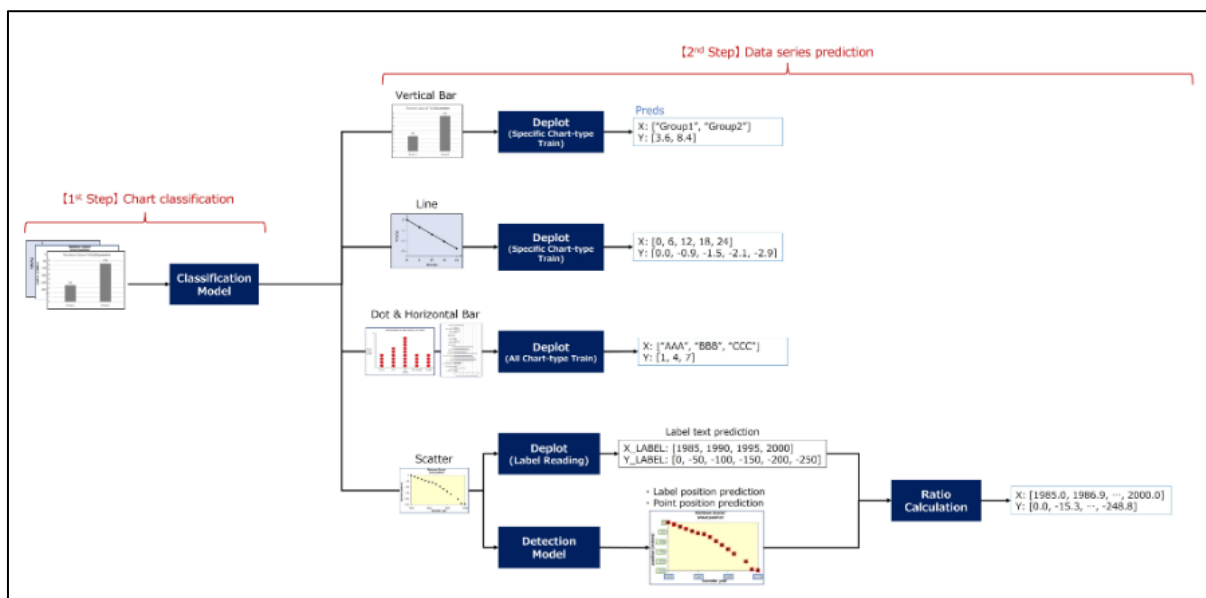 【2nd Step】 Data series prediction
Vertical Bar
Deplot
(Specific Chart-type
Train)
Preds
X: ["Group1", "Group2"]
Y: [3.6, 8.4]
【1st Step】 Chart classification
Classification
Model
Line
Deplot
(Specific Chart-type
Train)
X: [0, 6, 12, 18, 24]
Y: [0.0, -0.9, -1.5, -2.1, -2.9]
Dot & Horizontal Bar
Deplot
(All Chart-type Train)
X: ["AAA", "BBB", "CCC"]
Y: [1, 4, 7]
Scatter
Deplot
(Label Reading)
Label text prediction
X_LABEL: [1985, 1990, 1995, 2000]
Y_LABEL: [0, -50, -100, -150, -200, -250]
Detection
Model
・Label position prediction
・Point position prediction
Ratio
Calculation
X: [1985.0, 1986.9, …, 2000.0]
Y: [0.0, -15.3, …, -248.8]